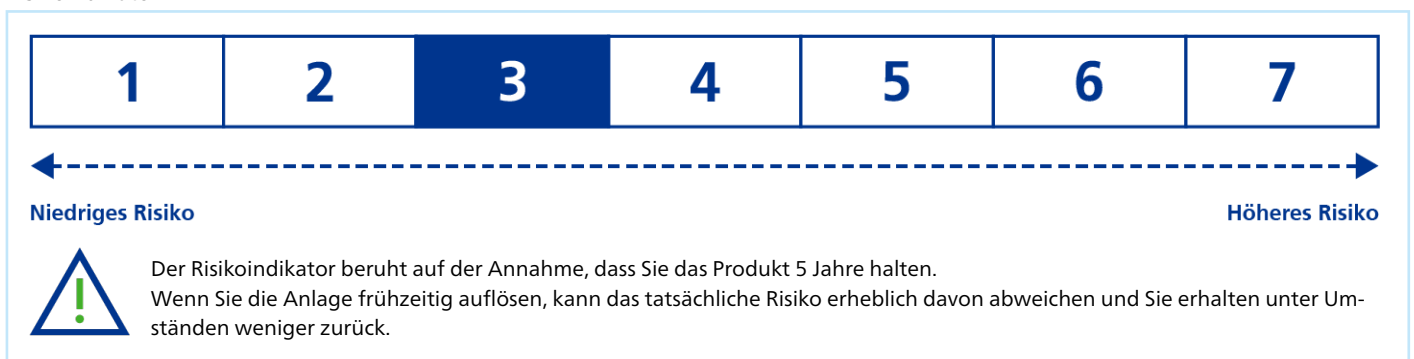 1 2 3 4 5 6 7
Niedriges Risiko Höheres Risiko
Der Risikoindikator beruht auf der Annahme, dass Sie das Produkt 5 Jahre halten.
Wenn Sie die Anlage frühzeitig auflösen, kann das tatsächliche Risiko erheblich davon abweichen und Sie erhalten unter Um-
ständen weniger zurück.